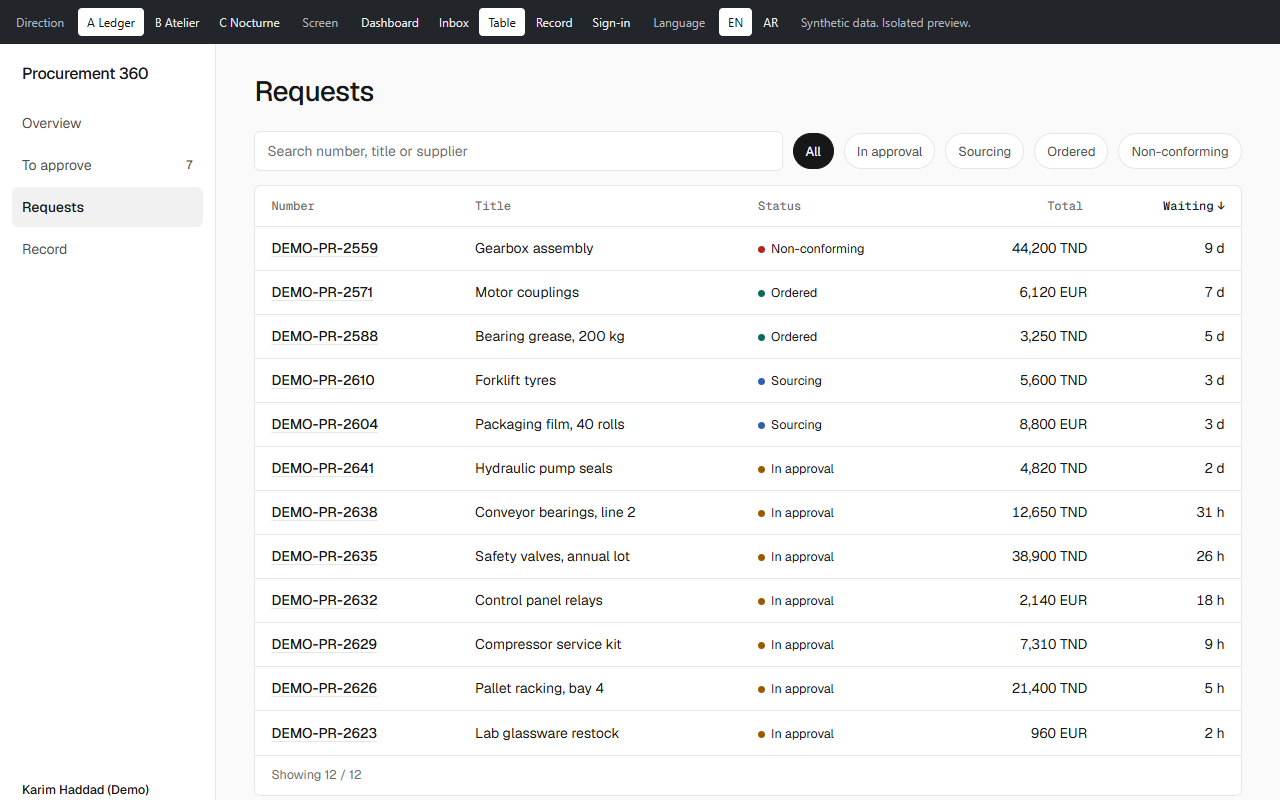 Direction A Ledger B Atelier C Nocturne Screen Dashboard Inbox Table Record Sign-in Language EN AR Synthetic data. Isolated preview.
Procurement 360
Overview
To approve 7
Requests
Record
Karim Haddad (Demo)
Requests
Search number, title or supplier All In approval Sourcing Ordered Non-conforming
Number Title Status Total Waiting ↓
DEMO-PR-2559 Gearbox assembly Non-conforming 44,200 TND 9 d
DEMO-PR-2571 Motor couplings Ordered 6,120 EUR 7 d
DEMO-PR-2588 Bearing grease, 200 kg Ordered 3,250 TND 5 d
DEMO-PR-2610 Forklift tyres Sourcing 5,600 TND 3 d
DEMO-PR-2604 Packaging film, 40 rolls Sourcing 8,800 EUR 3 d
DEMO-PR-2641 Hydraulic pump seals In approval 4,820 TND 2 d
DEMO-PR-2638 Conveyor bearings, line 2 In approval 12,650 TND 31 h
DEMO-PR-2635 Safety valves, annual lot In approval 38,900 TND 26 h
DEMO-PR-2632 Control panel relays In approval 2,140 EUR 18 h
DEMO-PR-2629 Compressor service kit In approval 7,310 TND 9 h
DEMO-PR-2626 Pallet racking, bay 4 In approval 21,400 TND 5 h
DEMO-PR-2623 Lab glassware restock In approval 960 EUR 2 h
Showing 12 / 12